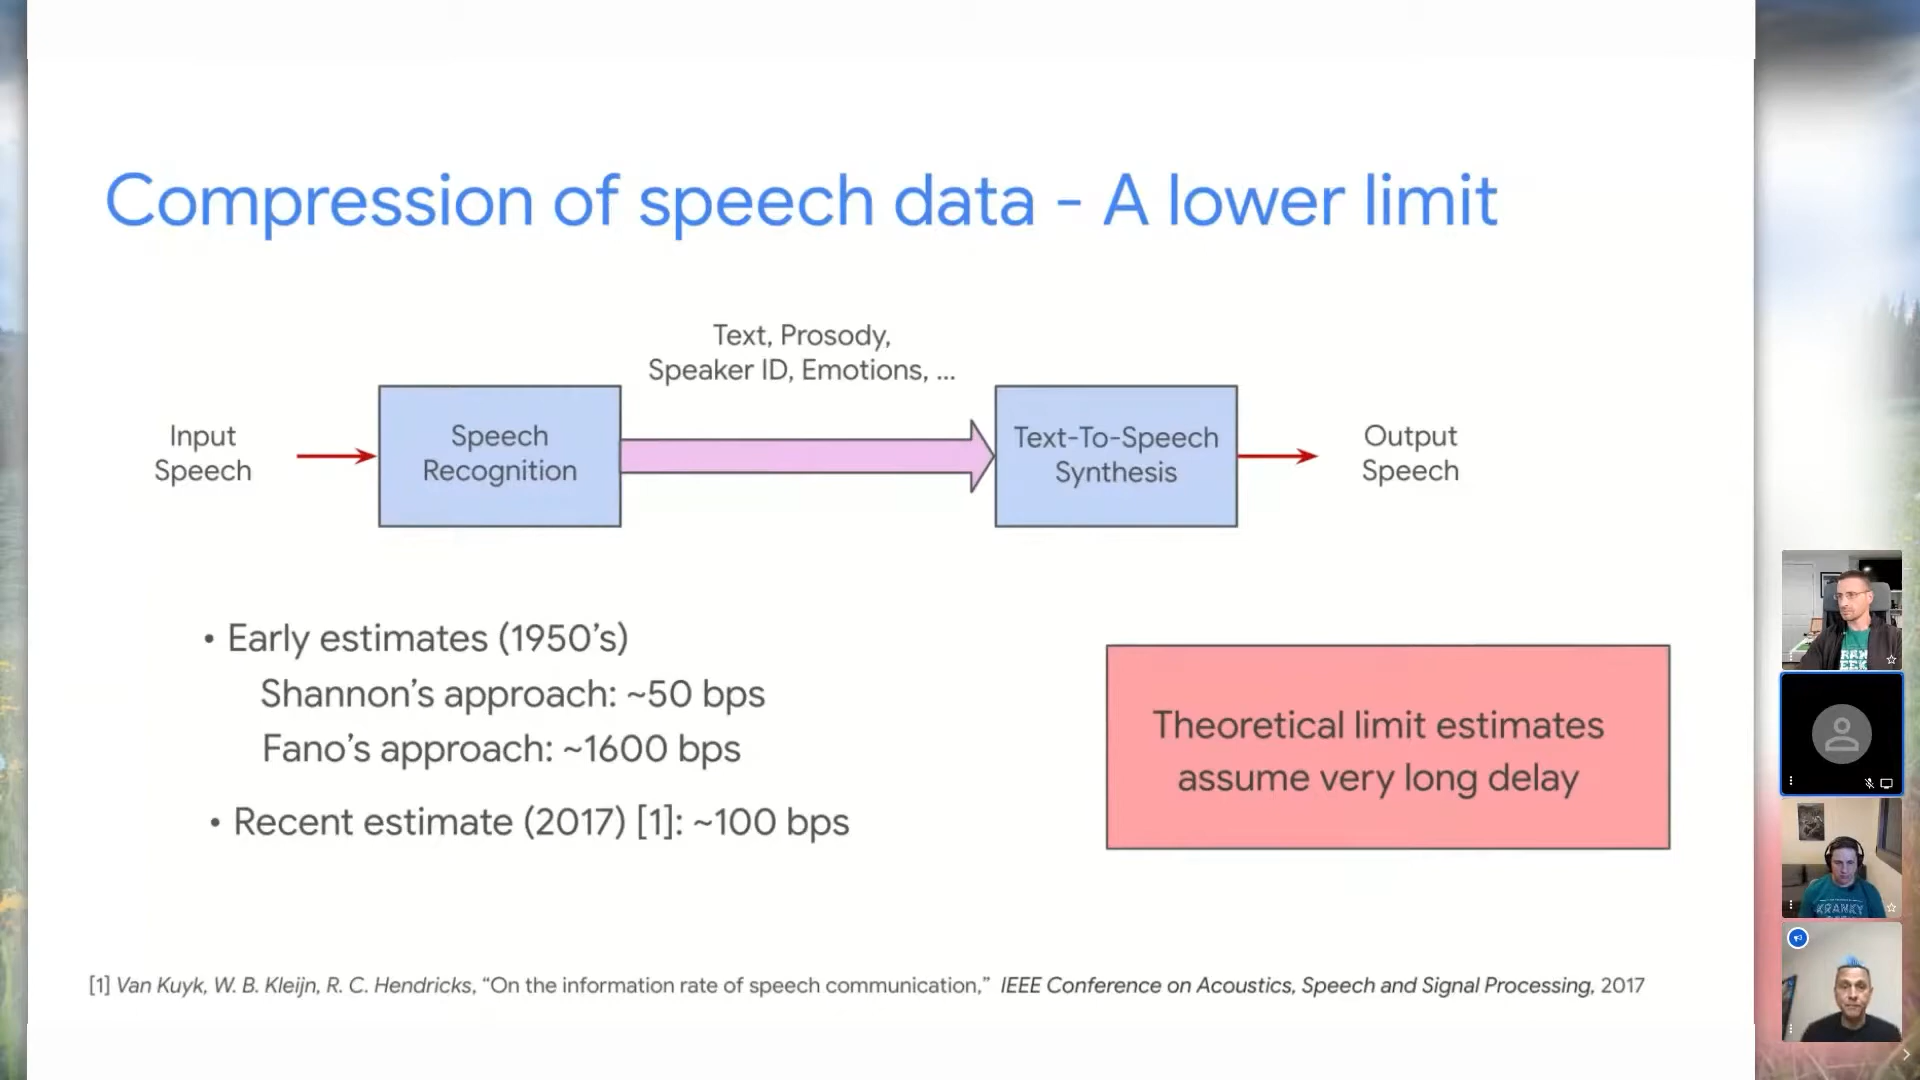 Compression of speech data - A lower limit
Text, Prosody,
Speaker ID, Emotions, ...
Input
Speech
Speech
Recognition
Text-To-Speech
Synthesis
Output
Speech
• Early estimates (1950’s)
Shannon’s approach: ~50 bps
Fano’s approach: ~1600 bps
• Recent estimate (2017) [1]: ~100 bps
Theoretical limit estimates
assume very long delay
[1] Van Kuyk, W. B. Kleijn, R. C. Hendricks, “On the information rate of speech communication,” IEEE Conference on Acoustics, Speech and Signal Processing, 2017
KRANKY